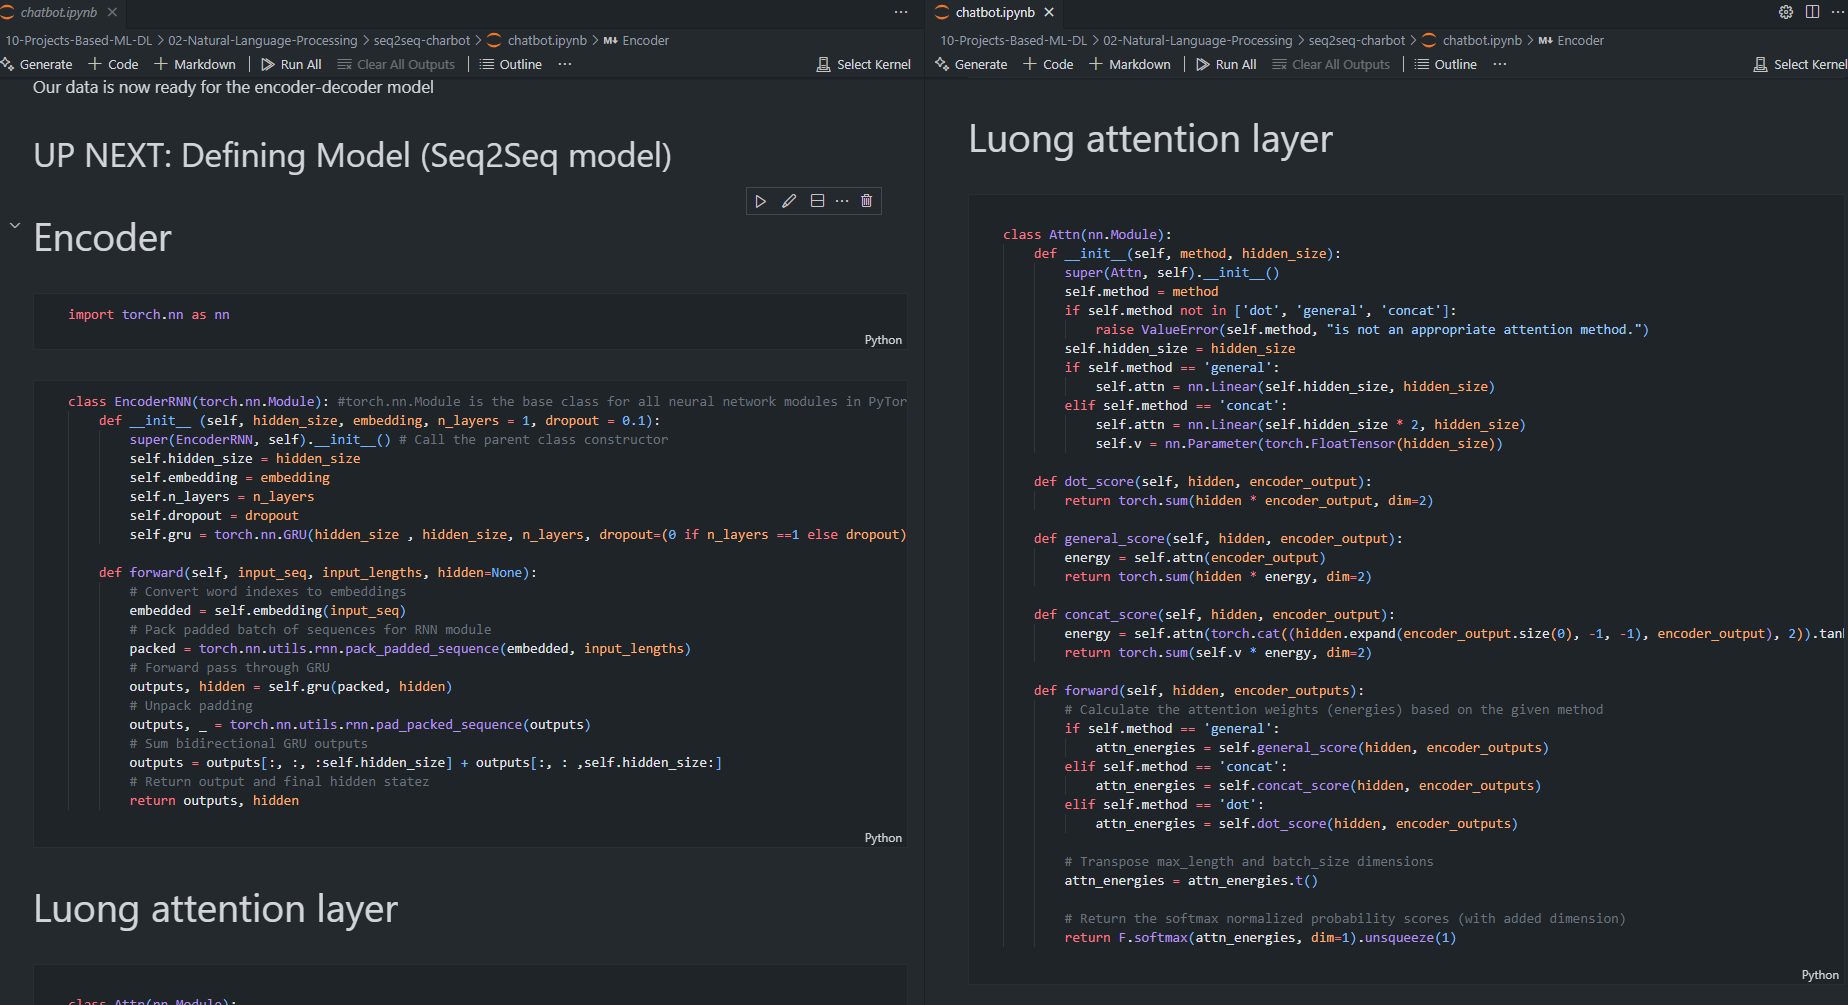 chatbot.ipynb
10-Projects-Based-ML-DL > 02-Natural-Language-Processing > seq2seq-charbot > chatbot.ipynb > M↓ Encoder
Generate + Code + Markdown | Run All Clear All Outputs | Outline ... Select Kernel
Our data is now ready for the encoder-decoder model
UP NEXT: Defining Model (Seq2Seq model)
Encoder
import torch.nn as nn
Python
class EncoderRNN(torch.nn.Module): #torch.nn.Module is the base class for all neural network modules in PyTor
    def __init__ (self, hidden_size, embedding, n_layers = 1, dropout = 0.1):
        super(EncoderRNN, self).__init__() # Call the parent class constructor
        self.hidden_size = hidden_size
        self.embedding = embedding
        self.n_layers = n_layers
        self.dropout = dropout
        self.gru = torch.nn.GRU(hidden_size , hidden_size, n_layers, dropout=(0 if n_layers ==1 else dropout)
    def forward(self, input_seq, input_lengths, hidden=None):
        # Convert word indexes to embeddings
        embedded = self.embedding(input_seq)
        # Pack padded batch of sequences for RNN module
        packed = torch.nn.utils.rnn.pack_padded_sequence(embedded, input_lengths)
        # Forward pass through GRU
        outputs, hidden = self.gru(packed, hidden)
        # Unpack padding
        outputs, _ = torch.nn.utils.rnn.pad_packed_sequence(outputs)
        # Sum bidirectional GRU outputs
        outputs = outputs[:, :, :self.hidden_size] + outputs[:, : ,self.hidden_size:]
        # Return output and final hidden statez
        return outputs, hidden
Python
Luong attention layer
class Attn(nn.Module):
chatbot.ipynb
10-Projects-Based-ML-DL > 02-Natural-Language-Processing > seq2seq-charbot > chatbot.ipynb > M↓ Encoder
Generate + Code + Markdown | Run All Clear All Outputs | Outline ... Select Kernel
Luong attention layer
class Attn(nn.Module):
    def __init__(self, method, hidden_size):
        super(Attn, self).__init__()
        self.method = method
        if self.method not in ['dot', 'general', 'concat']:
            raise ValueError(self.method, "is not an appropriate attention method.")
        self.hidden_size = hidden_size
        if self.method == 'general':
            self.attn = nn.Linear(self.hidden_size, hidden_size)
        elif self.method == 'concat':
            self.attn = nn.Linear(self.hidden_size * 2, hidden_size)
            self.v = nn.Parameter(torch.FloatTensor(hidden_size))
    def dot_score(self, hidden, encoder_output):
        return torch.sum(hidden * encoder_output, dim=2)
    def general_score(self, hidden, encoder_output):
        energy = self.attn(encoder_output)
        return torch.sum(hidden * energy, dim=2)
    def concat_score(self, hidden, encoder_output):
        energy = self.attn(torch.cat((hidden.expand(encoder_output.size(0), -1, -1), encoder_output), 2)).tanh
        return torch.sum(self.v * energy, dim=2)
    def forward(self, hidden, encoder_outputs):
        # Calculate the attention weights (energies) based on the given method
        if self.method == 'general':
            attn_energies = self.general_score(hidden, encoder_outputs)
        elif self.method == 'concat':
            attn_energies = self.concat_score(hidden, encoder_outputs)
        elif self.method == 'dot':
            attn_energies = self.dot_score(hidden, encoder_outputs)
        # Transpose max_length and batch_size dimensions
        attn_energies = attn_energies.t()
        # Return the softmax normalized probability scores (with added dimension)
        return F.softmax(attn_energies, dim=1).unsqueeze(1)
Python